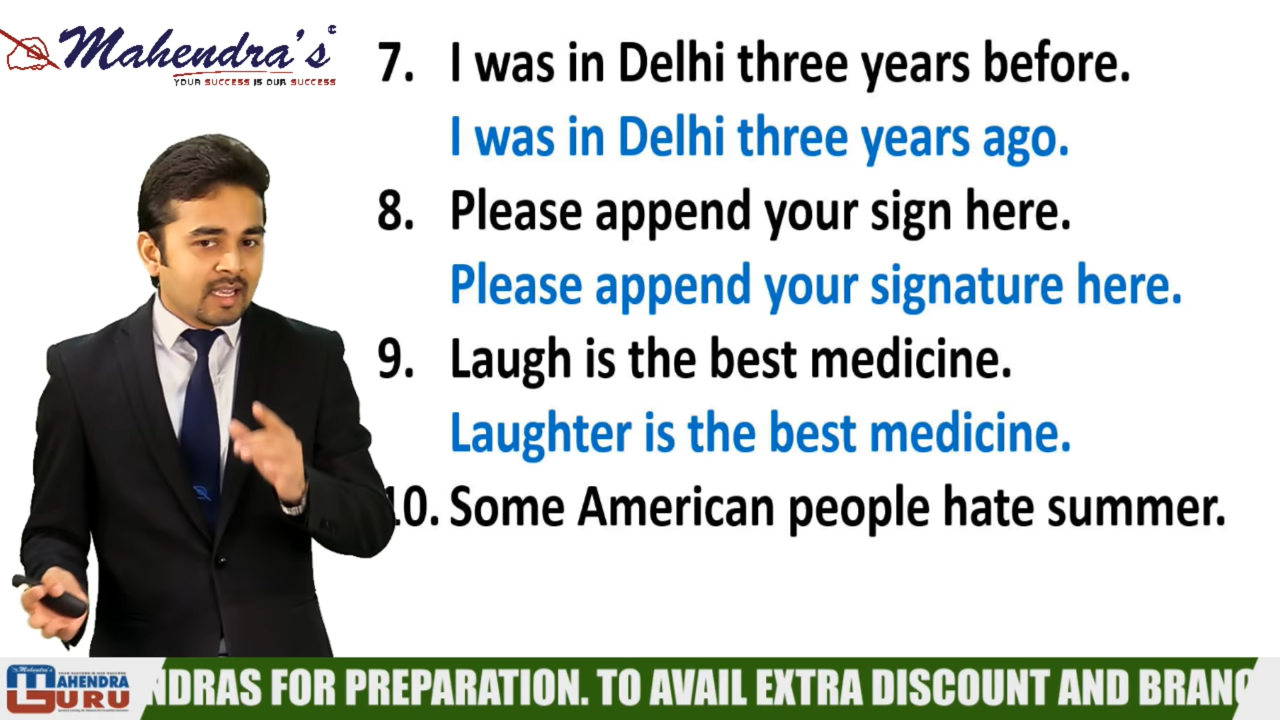 Mahendra's
YOUR SUCCESS IS OUR SUCCESS
7. I was in Delhi three years before.
I was in Delhi three years ago.
8. Please append your sign here.
Please append your signature here.
9. Laugh is the best medicine.
Laughter is the best medicine.
10. Some American people hate summer.
Mahendra's
MAHENDRA
GURU
NDRAS FOR PREPARATION. TO AVAIL EXTRA DISCOUNT AND BRANC